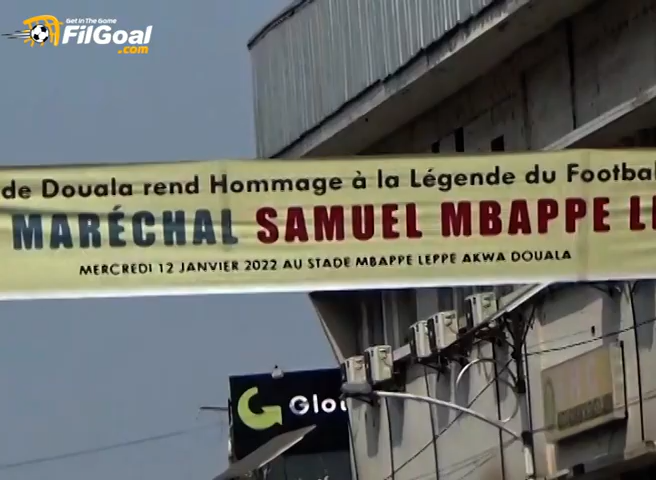 Get In The Game
FilGoal
.com
de Douala rend Hommage à la Légende du Footba
MARÉCHAL SAMUEL MBAPPE LE
MERCREDI 12 JANVIER 2022 AU STADE MBAPPE LEPPE AKWA DOUALA
G
Glo